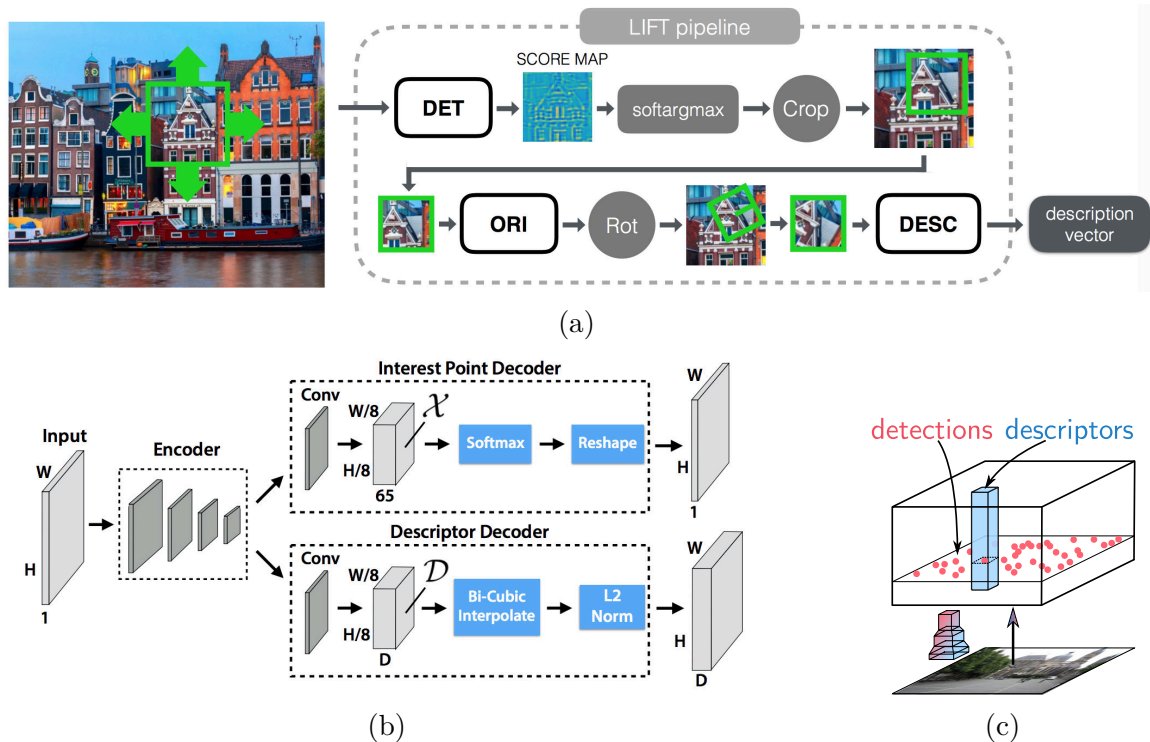 LIFT pipeline
SCORE MAP
DET
softargmax
Crop
ORI
Rot
DESC
description
vector
(a)
Input
W
H
1
Encoder
Interest Point Decoder
Conv
W/8
X
H/8
65
Softmax
Reshape
W
H
1
Descriptor Decoder
Conv
W/8
D
H/8
D
Bi-Cubic
Interpolate
L2
Norm
W
H
D
(b)
detections descriptors
(c)